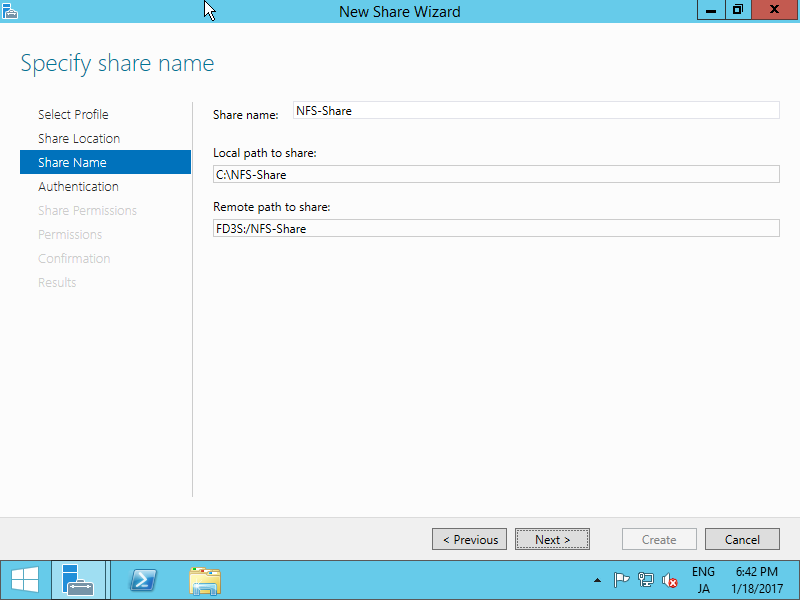 New Share Wizard
Specify share name
Select Profile
Share Location
Share Name
Authentication
Share Permissions
Permissions
Confirmation
Results
Share name: NFS-Share
Local path to share:
C:\NFS-Share
Remote path to share:
FD3S:/NFS-Share
< Previous Next > Create Cancel
ENG 6:42 PM
JA 1/18/2017